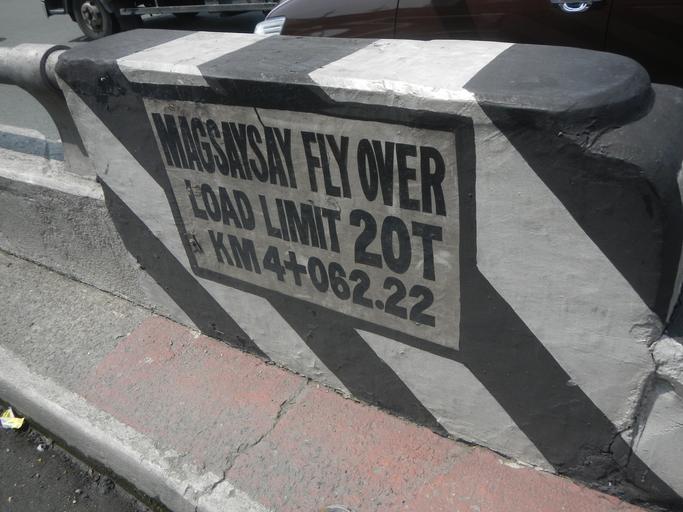 MAGSAYSAY FLY OVER
LOAD LIMIT 20T
KM 4+062.22